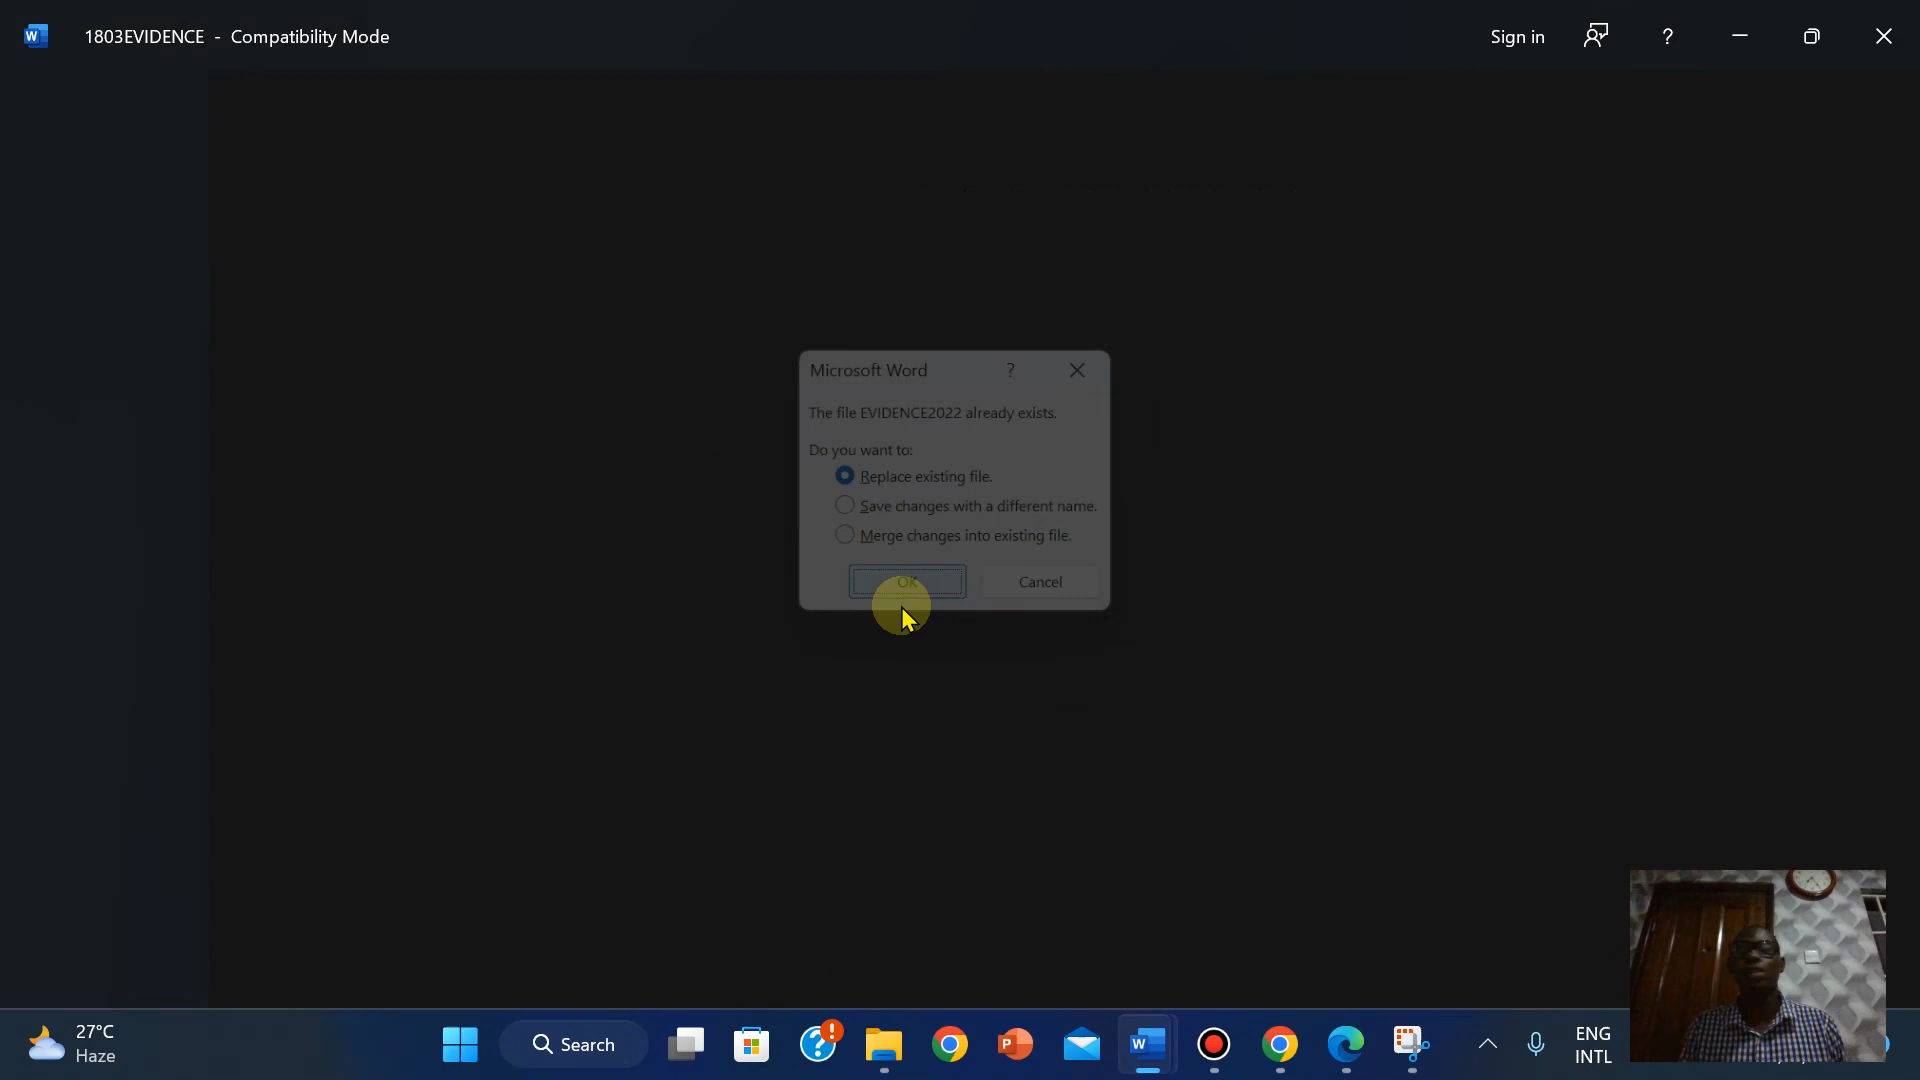 1803EVIDENCE - Compatibility Mode
Sign in
?
Microsoft Word
?
The file EVIDENCE2022 already exists.
Do you want to:
Replace existing file.
Save changes with a different name.
Merge changes into existing file.
OK
Cancel
27°C
Haze
Search
ENG
INTL